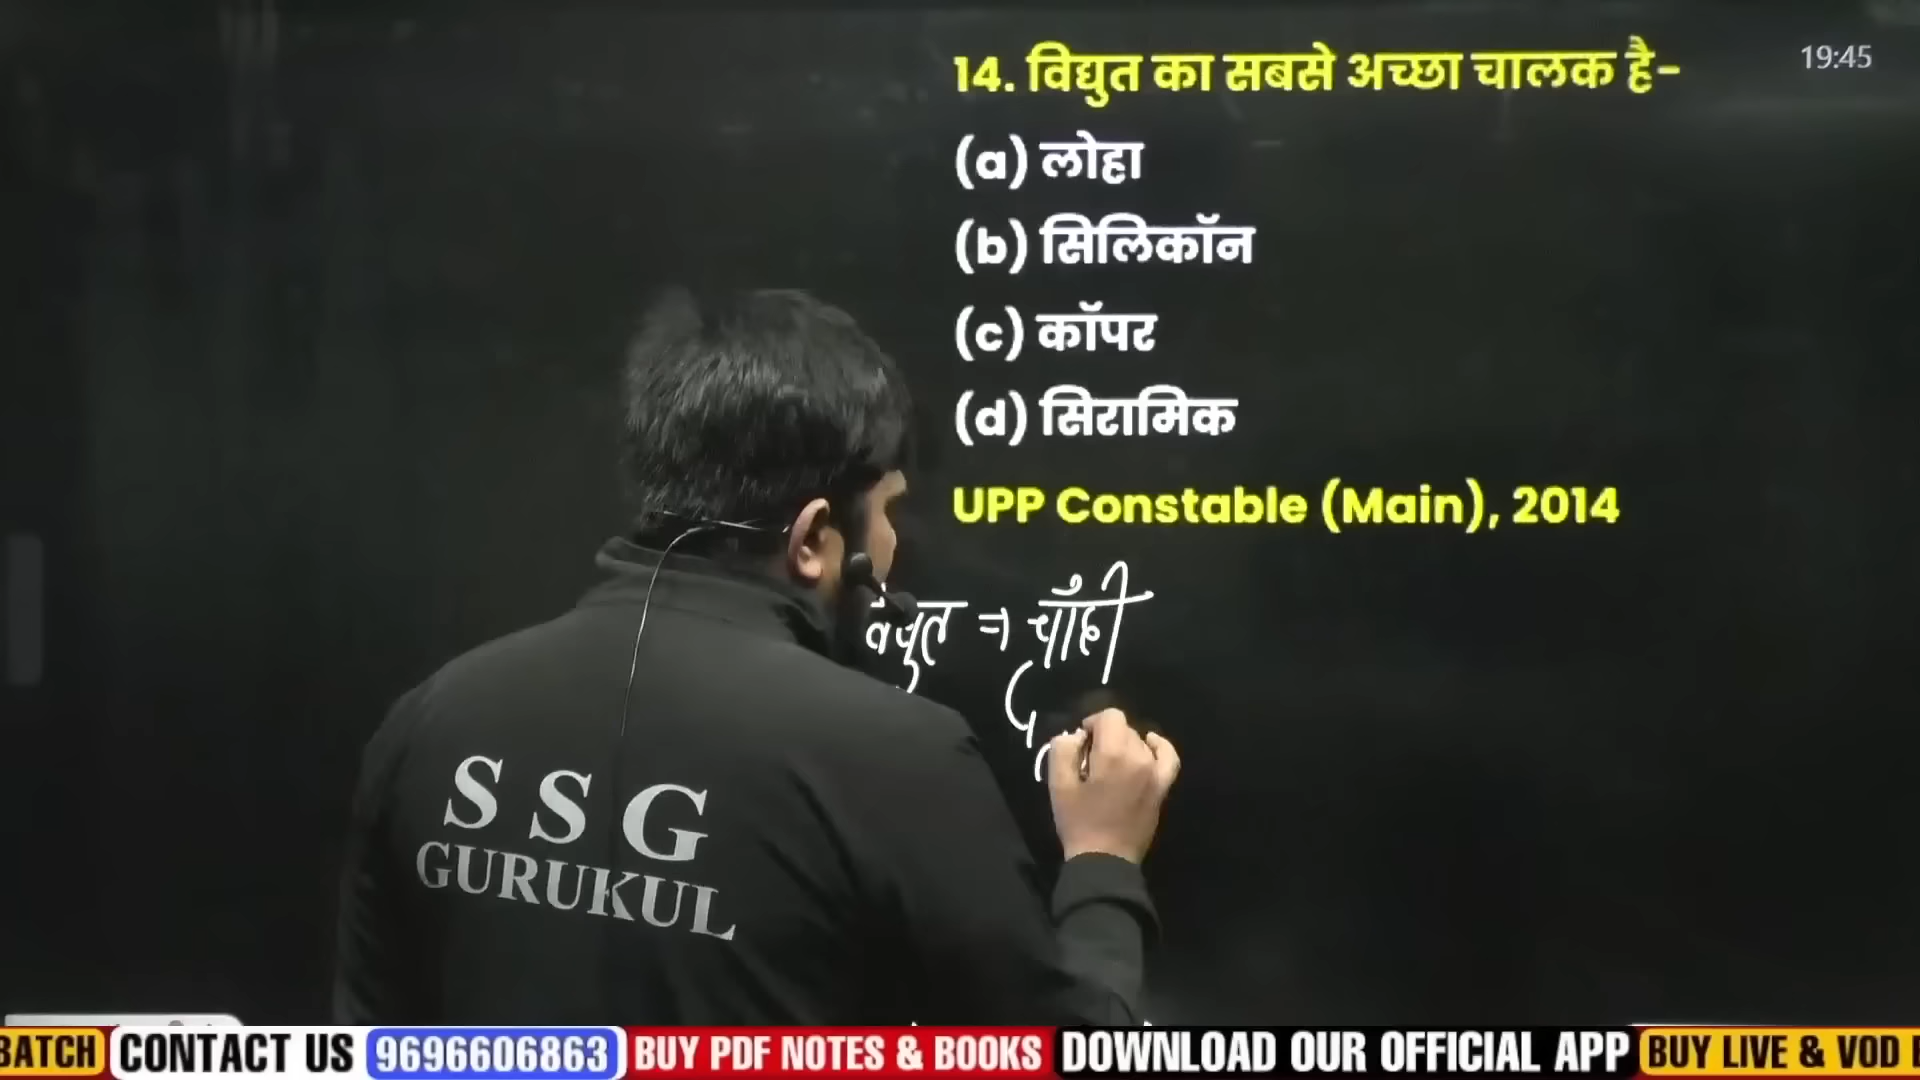 14. विद्युत का सबसे अच्छा चालक है-
19:45
(a) लोहा
(b) सिलिकॉन
(c) कॉपर
(d) सिरामिक
UPP Constable (Main), 2014
⇒ चाँदी
S S G
GURUKUL
BATCH CONTACT US 9696606863 BUY PDF NOTES & BOOKS DOWNLOAD OUR OFFICIAL APP BUY LIVE & VOD